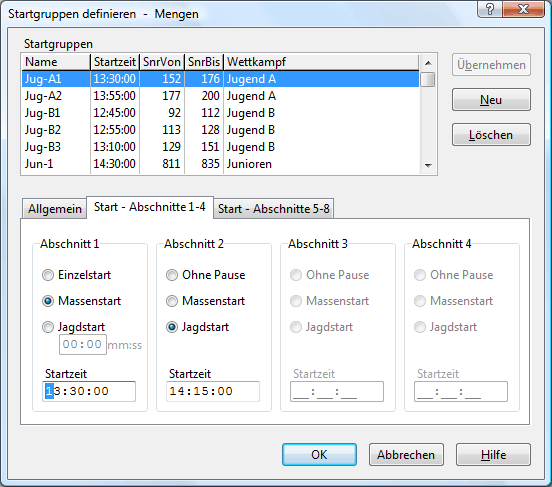 Startgruppen definieren - Mengen
Startgruppen
Name Startzeit SnrVon SnrBis Wettkampf
Jug-A1 13:30:00 152 176 Jugend A
Jug-A2 13:55:00 177 200 Jugend A
Jug-B1 12:45:00 92 112 Jugend B
Jug-B2 12:55:00 113 128 Jugend B
Jug-B3 13:10:00 129 151 Jugend B
Jun-1 14:30:00 811 835 Junioren
Übernehmen
Neu
Löschen
Allgemein Start - Abschnitte 1-4 Start - Abschnitte 5-8
Abschnitt 1 Abschnitt 2 Abschnitt 3 Abschnitt 4
Einzelstart Ohne Pause Ohne Pause Ohne Pause
Massenstart Massenstart Massenstart Massenstart
Jagdstart Jagdstart Jagdstart Jagdstart
00:00 mm:ss
Startzeit Startzeit Startzeit Startzeit
13:30:00 14:15:00 __:__:__ __:__:__
OK Abbrechen Hilfe